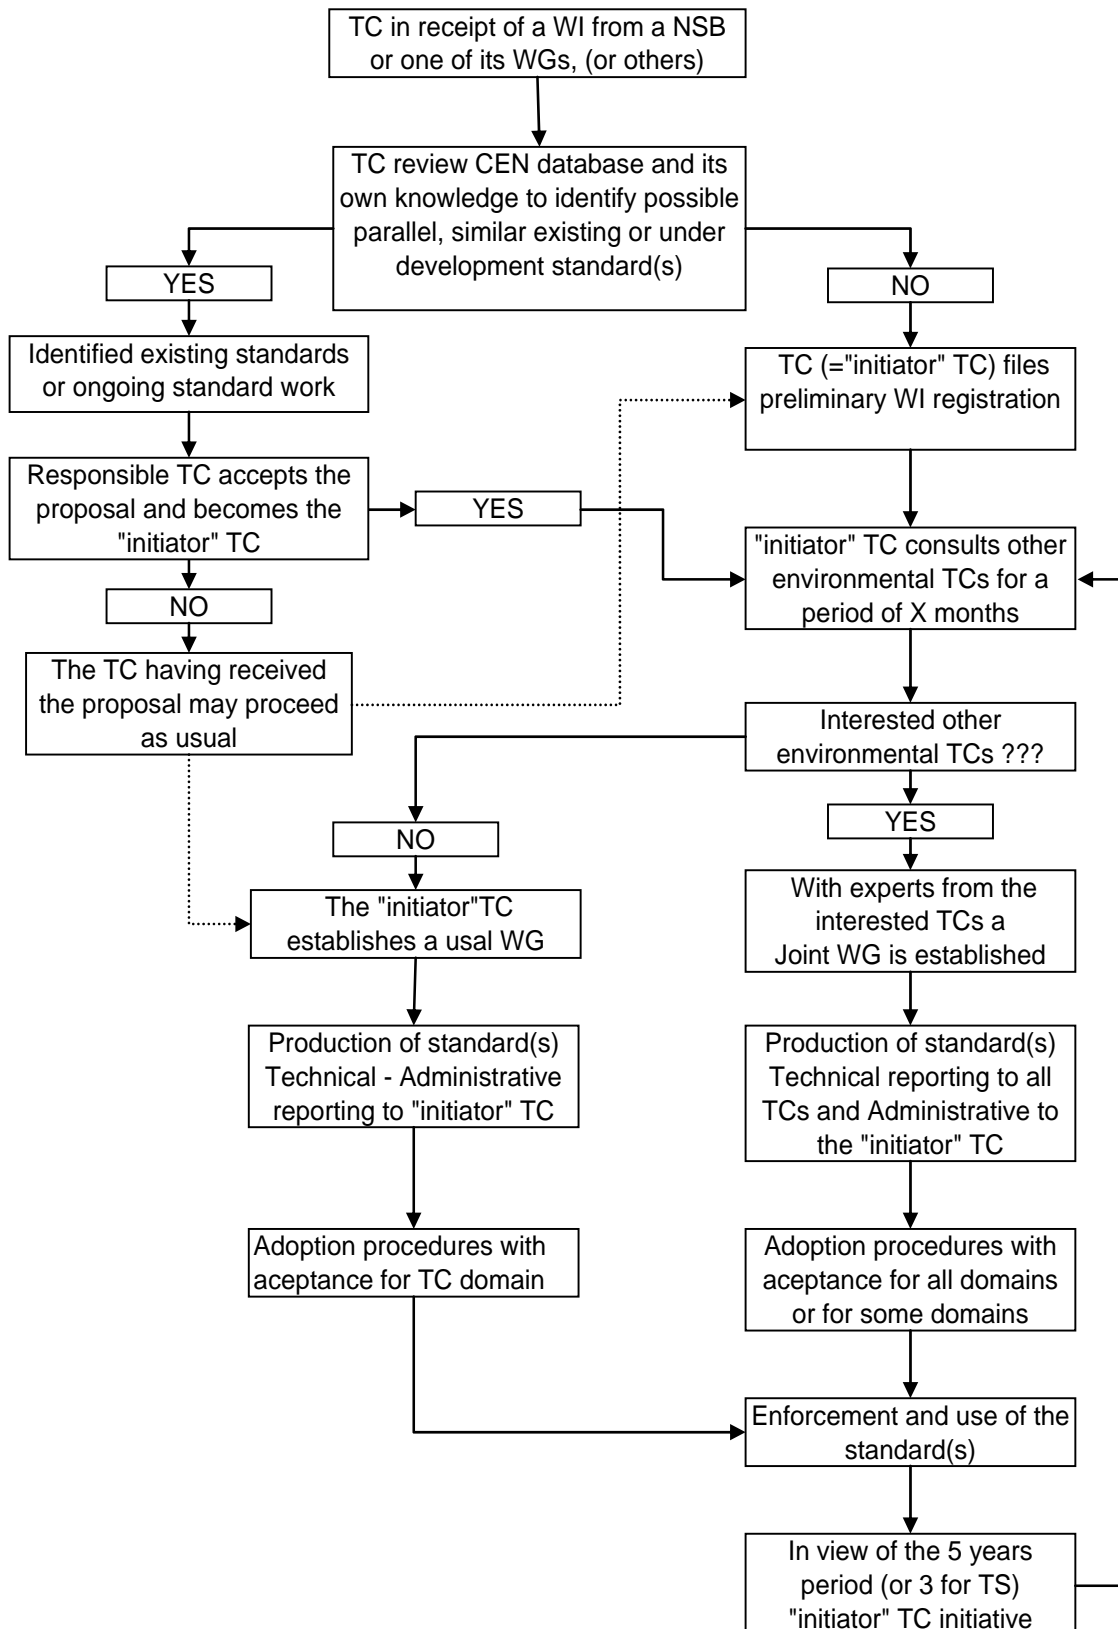 TC in receipt of a WI from a NSB
or one of its WGs, (or others)
TC review CEN database and its
own knowledge to identify possible
parallel, similar existing or under
development standard(s)
YES
NO
Identified existing standards
or ongoing standard work
TC (="initiator" TC) files
preliminary WI registration
Responsible TC accepts the
proposal and becomes the
"initiator" TC
YES
"initiator" TC consults other
environmental TCs for a
period of X months
NO
The TC having received
the proposal may proceed
as usual
Interested other
environmental TCs ???
NO
YES
The "initiator"TC
establishes a usal WG
With experts from the
interested TCs a
Joint WG is established
Production of standard(s)
Technical - Administrative
reporting to "initiator" TC
Production of standard(s)
Technical reporting to all
TCs and Administrative to
the "initiator" TC
Adoption procedures with
aceptance for TC domain
Adoption procedures with
aceptance for all domains
or for some domains
Enforcement and use of the
standard(s)
In view of the 5 years
period (or 3 for TS)
"initiator" TC initiative